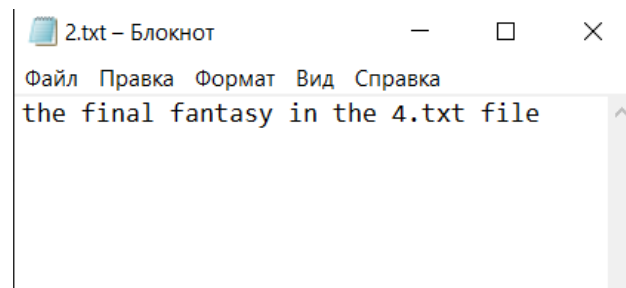 2.txt – Блокнот
Файл Правка Формат Вид Справка
the final fantasy in the 4.txt file